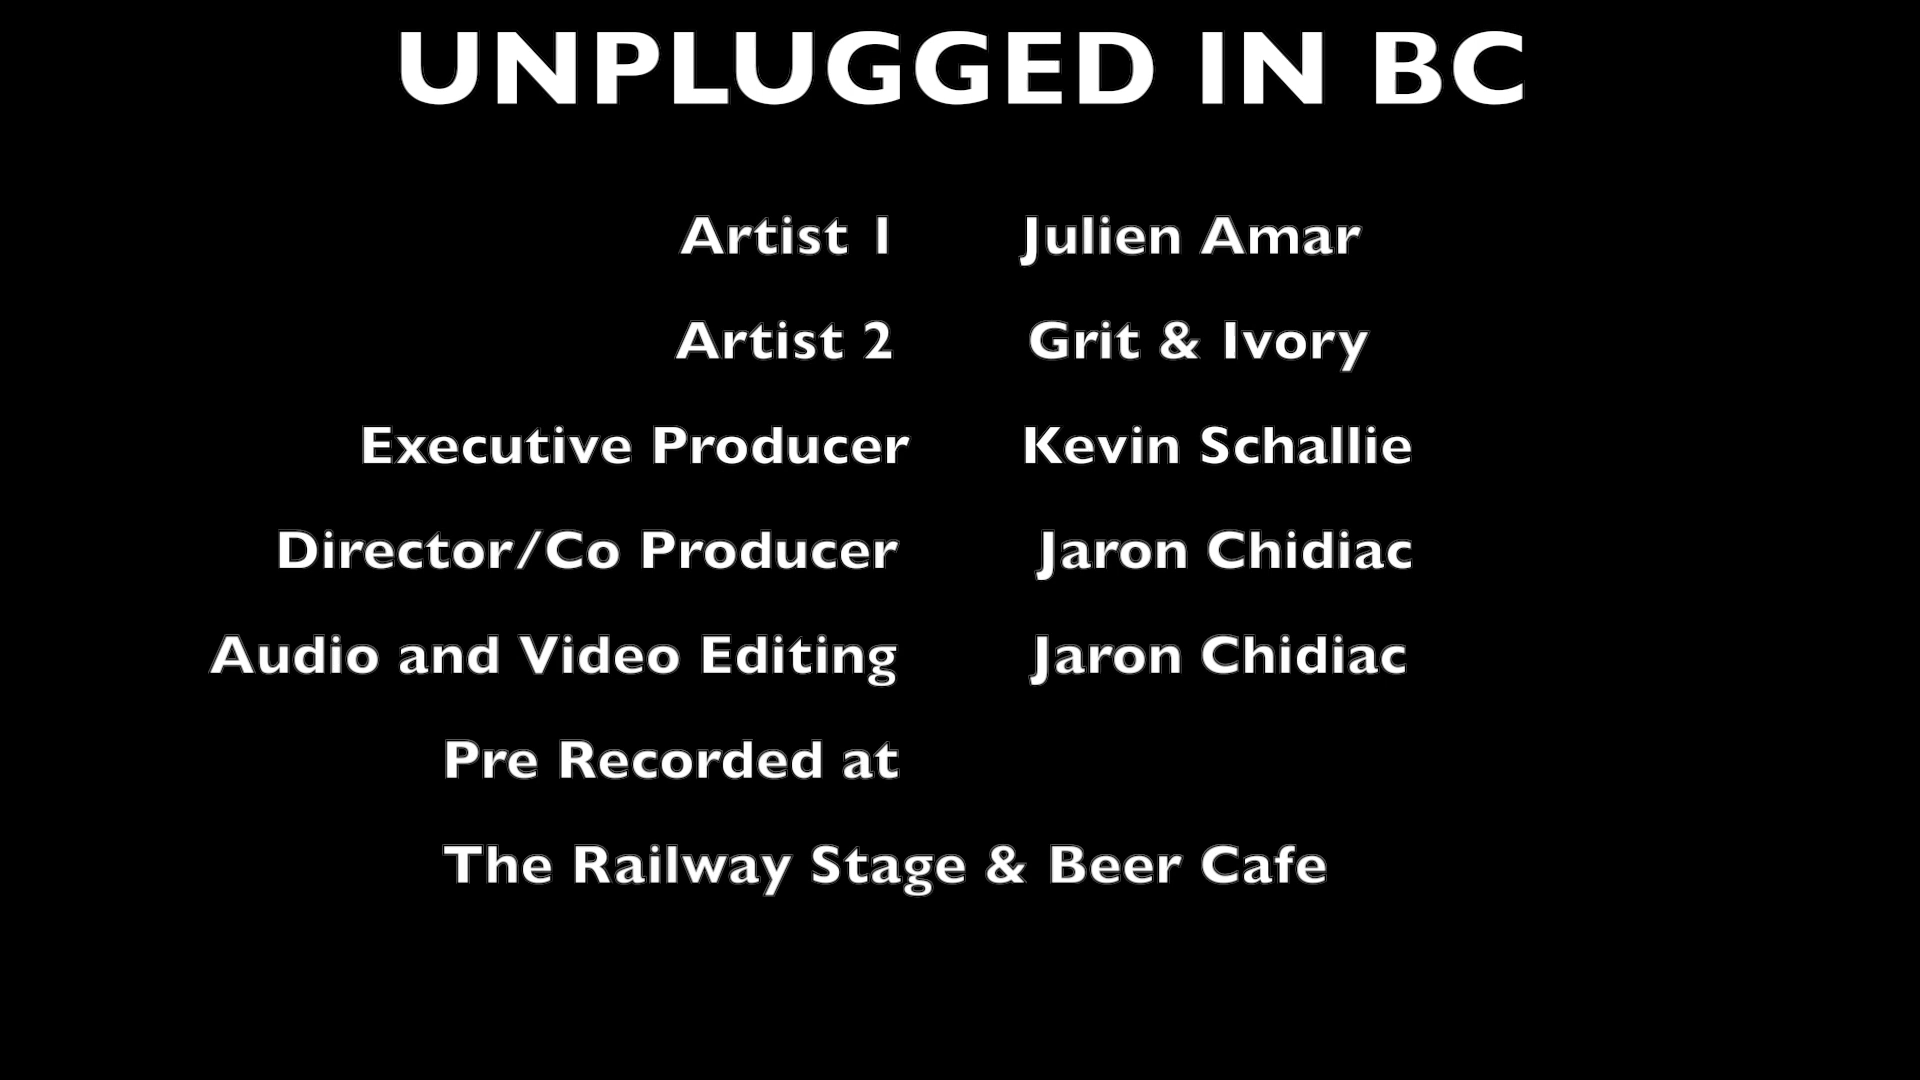 UNPLUGGED IN BC
Artist 1 Julien Amar
Artist 2 Grit & Ivory
Executive Producer Kevin Schallie
Director/Co Producer Jaron Chidiac
Audio and Video Editing Jaron Chidiac
Pre Recorded at
The Railway Stage & Beer Cafe